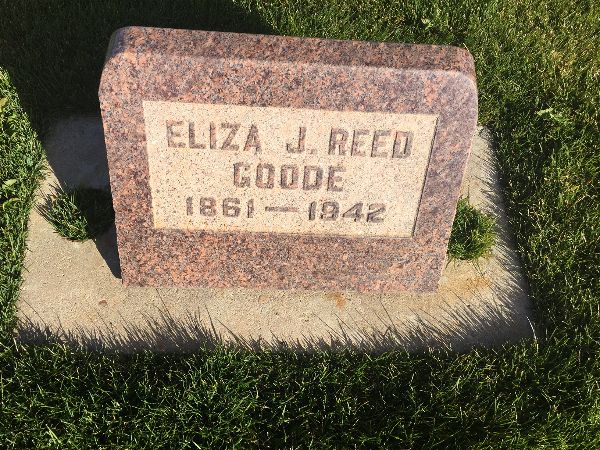 ELIZA J. REED
GOODE
1861 — 1942